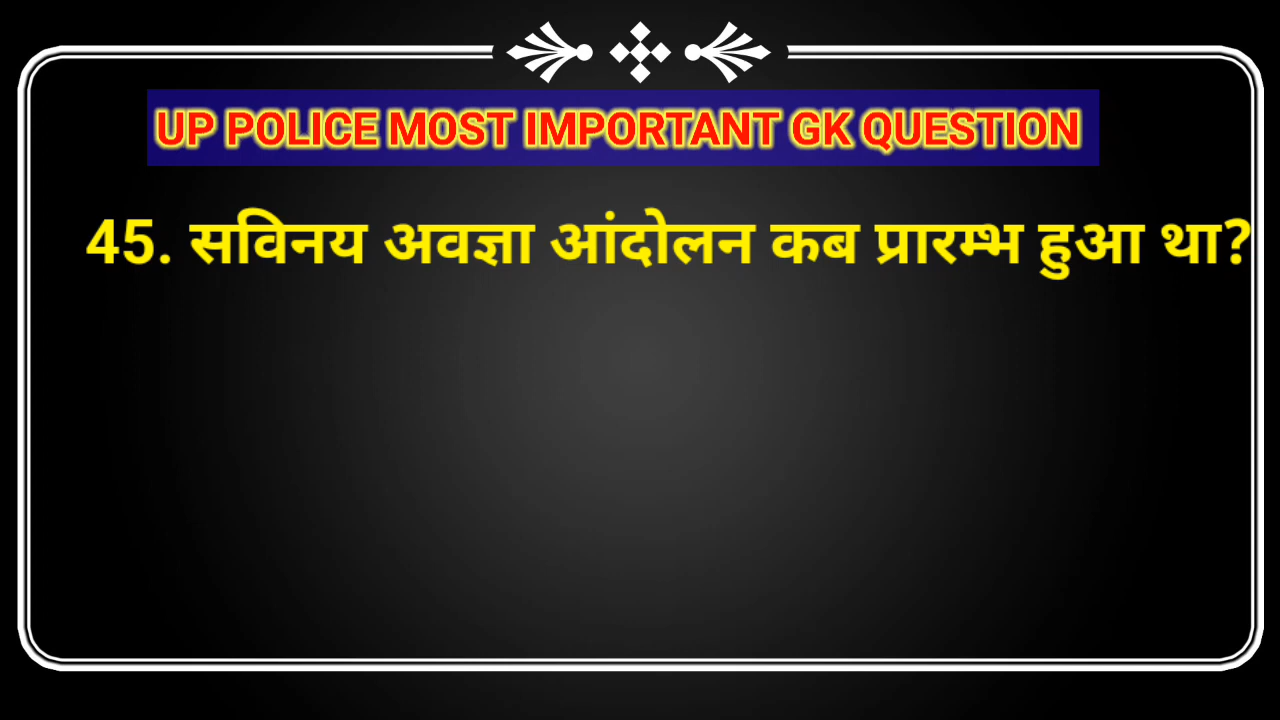 UP POLICE MOST IMPORTANT GK QUESTION
45. सविनय अवज्ञा आंदोलन कब प्रारम्भ हुआ था?